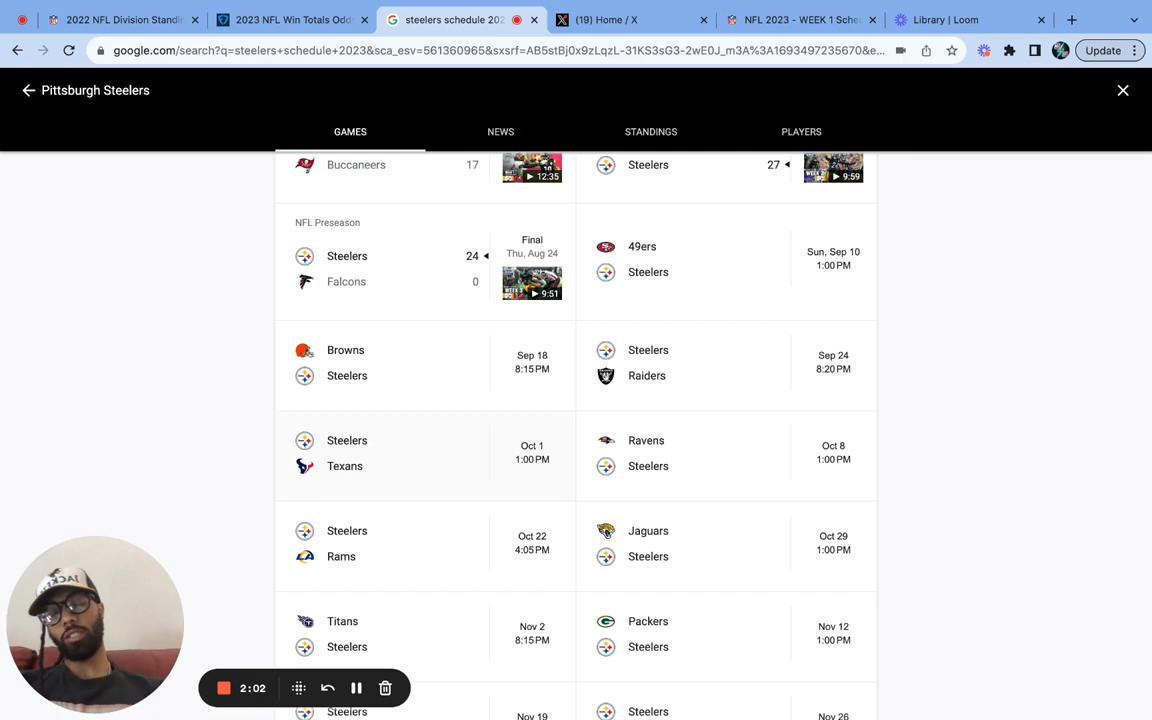 2022 NFL Division Standi
2023 NFL Win Totals Odd
steelers schedule 202
(19) Home / X
NFL 2023 - WEEK 1 Sche
Library | Loom
google.com/search?q=steelers+schedule+2023&sca_esv=561360965&sxsrf=AB5stBj0x9zLqzL-31KS3sG3-2wE0J_m3A%3A1693497235670&e...
Update
Pittsburgh Steelers
GAMES
NEWS
STANDINGS
PLAYERS
Buccaneers 17
12:35
Steelers 27
9:59
NFL Preseason
Steelers 24
Falcons 0
Final
Thu, Aug 24
9:51
49ers
Steelers
Sun, Sep 10
1:00 PM
Browns
Steelers
Sep 18
8:15 PM
Steelers
Raiders
Sep 24
8:20 PM
Steelers
Texans
Oct 1
1:00 PM
Ravens
Steelers
Oct 8
1:00 PM
Steelers
Rams
Oct 22
4:05 PM
Jaguars
Steelers
Oct 29
1:00 PM
Titans
Steelers
Nov 2
8:15 PM
Packers
Steelers
Nov 12
1:00 PM
Steelers
Nov 19
Steelers
Nov 26
2:02